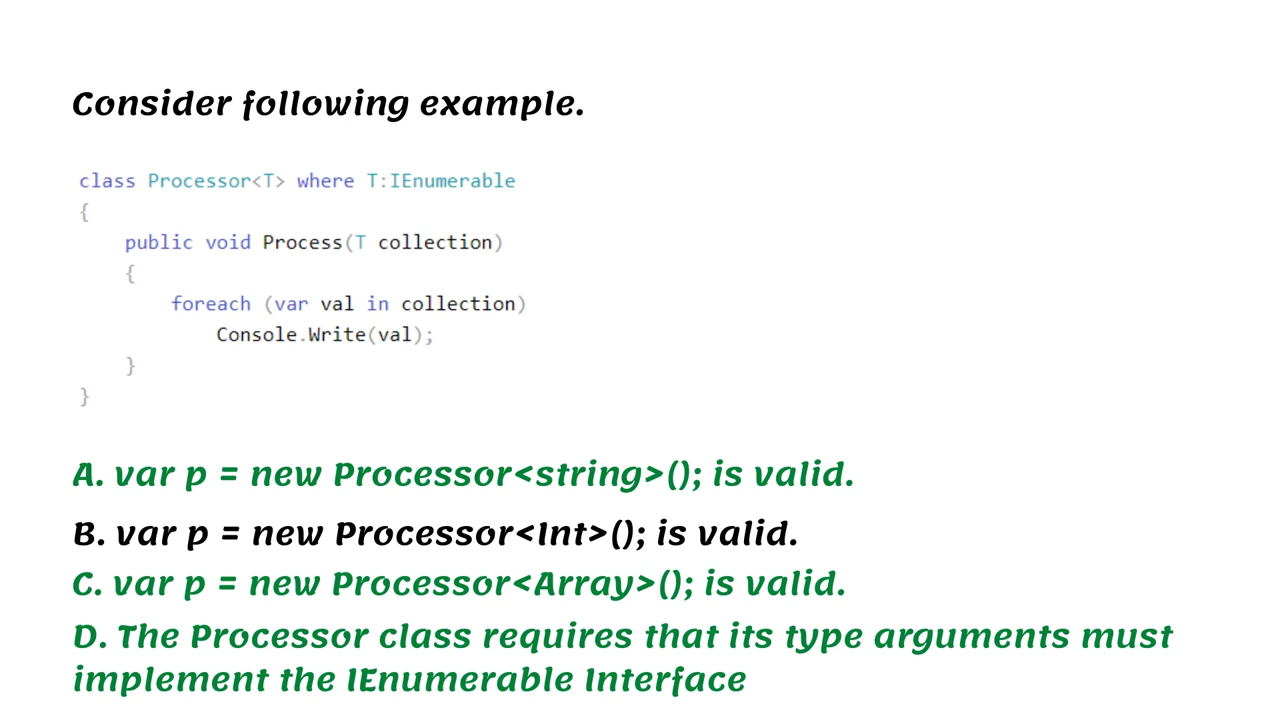 Consider following example.
class Processor<T> where T:IEnumerable
{
public void Process(T collection)
{
foreach (var val in collection)
Console.Write(val);
}
}
A. var p = new Processor<string>(); is valid.
B. var p = new Processor<Int>(); is valid.
C. var p = new Processor<Array>(); is valid.
D. The Processor class requires that its type arguments must
implement the IEnumerable Interface